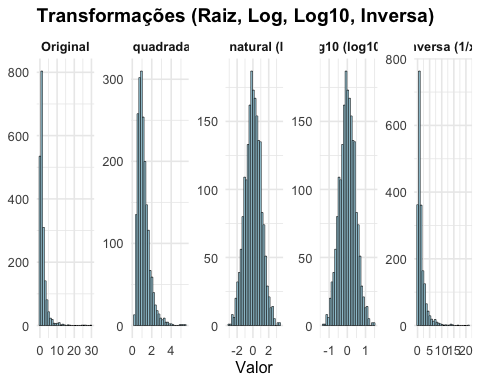 Transformações (Raiz, Log, Log10, Inversa)
Original quadrada natural (l g10 (log10 nversa (1/x
800 600 400 200 0
300 200 100 0
150 100 50 0
150 100 50 0
800 600 400 200 0
0 10 20 30 0 2 4 -2 0 2 -1 0 1 0 5 10 15 20
Valor